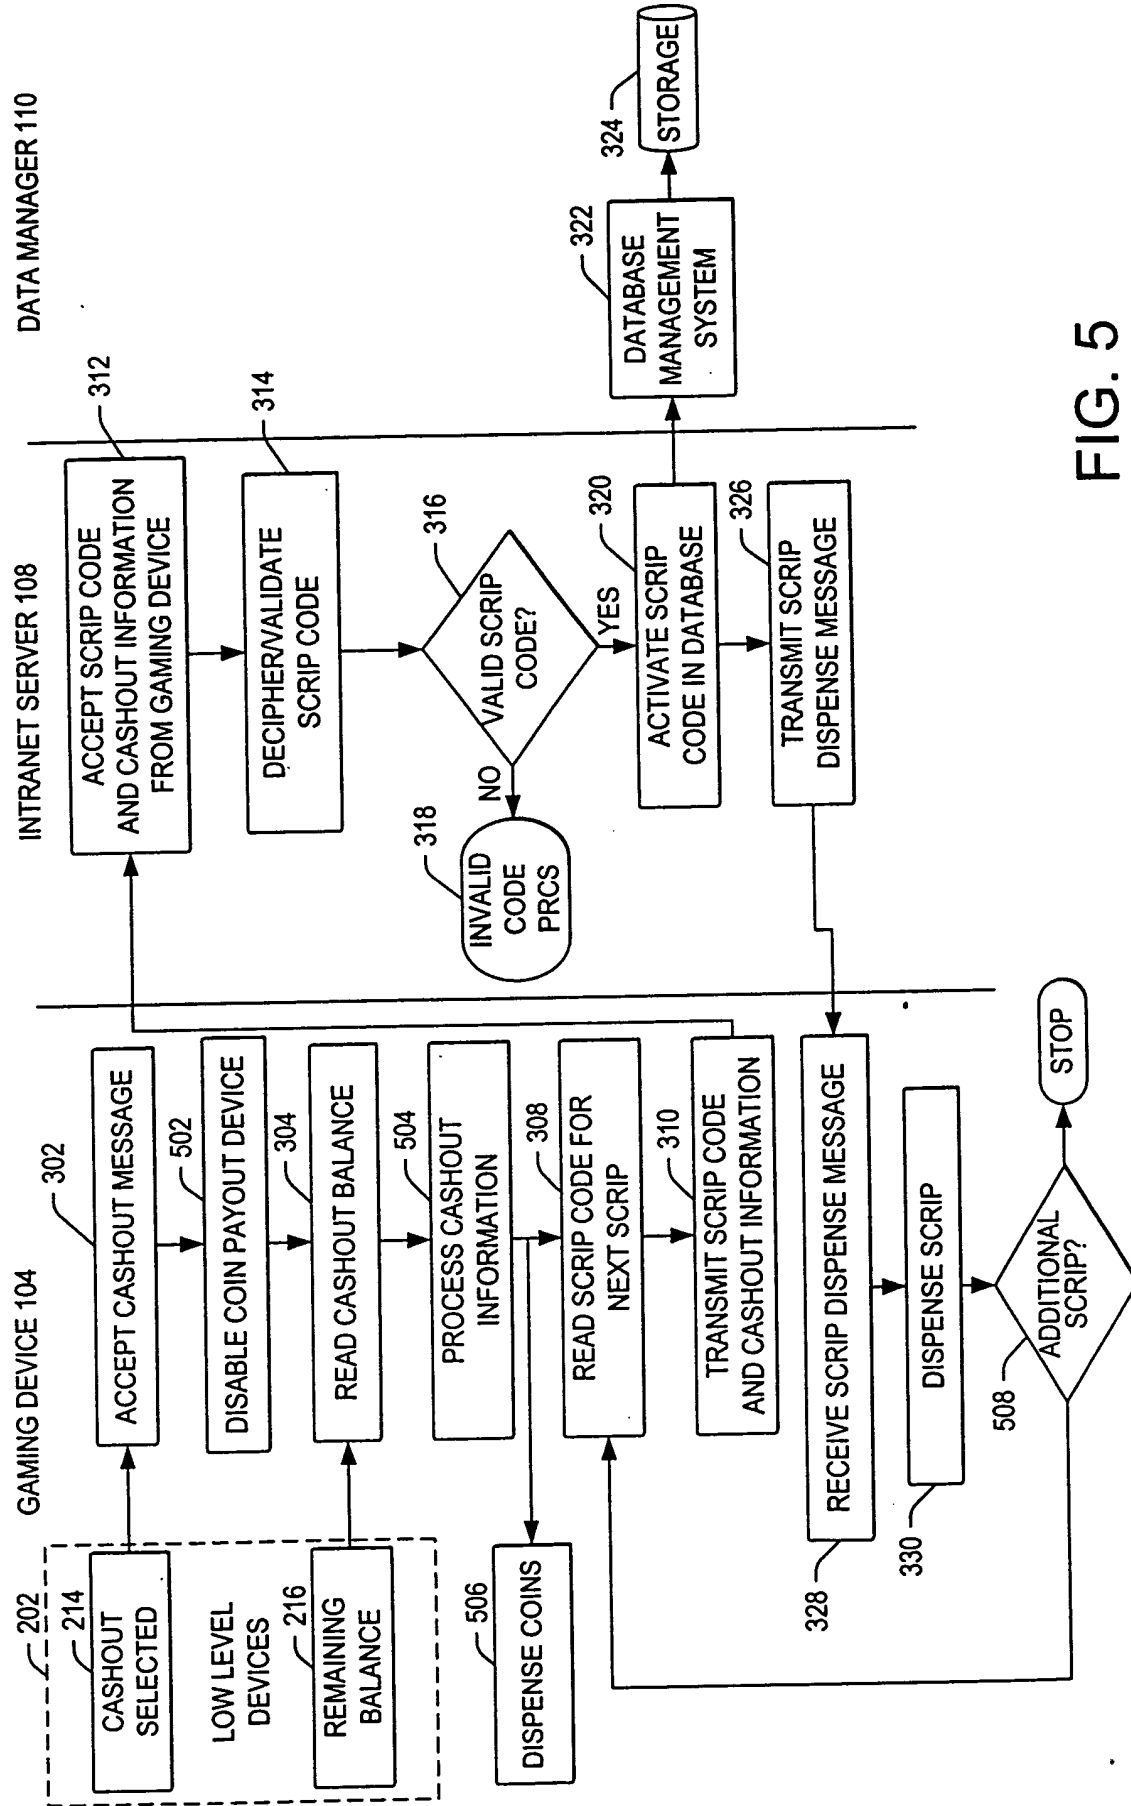 GAMING DEVICE 104
INTRANET SERVER 108
DATA MANAGER 110
202
214
CASHOUT
SELECTED
LOW LEVEL
DEVICES
216
REMAINING
BALANCE
302
ACCEPT CASHOUT MESSAGE
502
DISABLE COIN PAYOUT DEVICE
304
READ CASHOUT BALANCE
504
PROCESS CASHOUT
INFORMATION
506
DISPENSE COINS
308
READ SCRIP CODE FOR
NEXT SCRIP
310
TRANSMIT SCRIP CODE
AND CASHOUT INFORMATION
328
RECEIVE SCRIP DISPENSE MESSAGE
330
DISPENSE SCRIP
508
ADDITIONAL
SCRIP?
STOP
312
ACCEPT SCRIP CODE
AND CASHOUT INFORMATION
FROM GAMING DEVICE
314
DECIPHER/VALIDATE
SCRIP CODE
316
VALID SCRIP
CODE?
NO
YES
318
INVALID
CODE
PRCS
320
ACTIVATE SCRIP
CODE IN DATABASE
326
TRANSMIT SCRIP
DISPENSE MESSAGE
322
DATABASE
MANAGEMENT
SYSTEM
324
STORAGE
FIG. 5